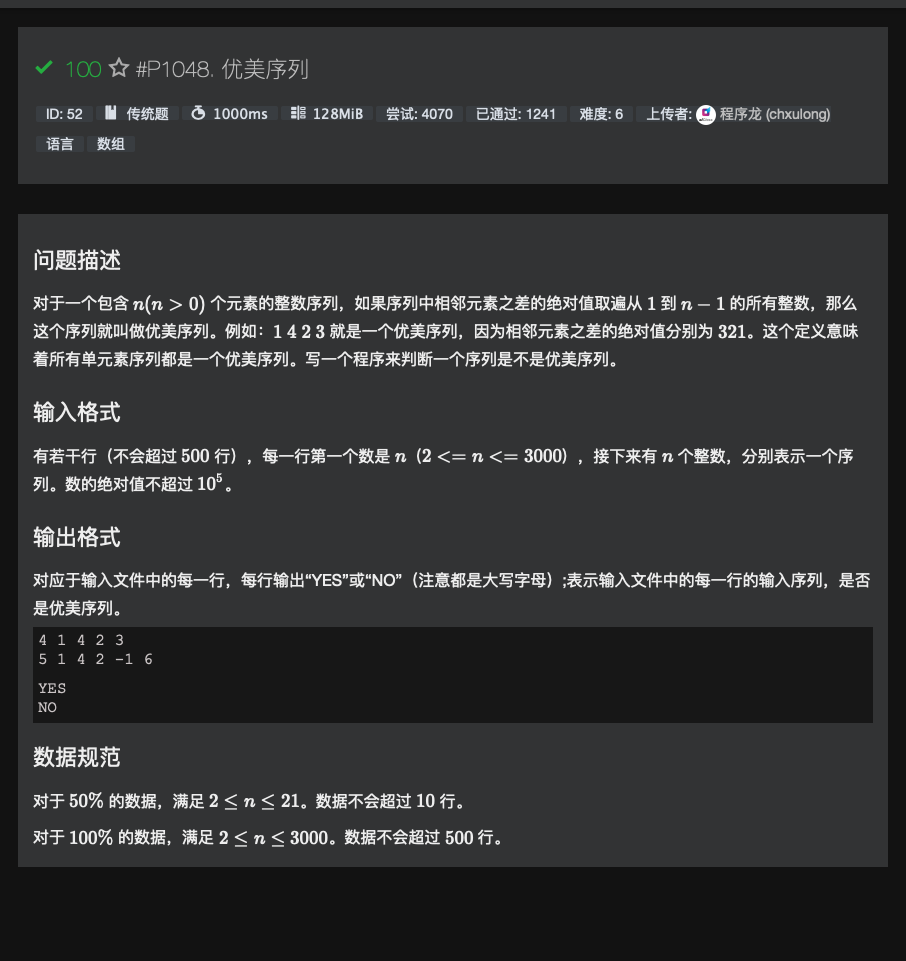 100 #P1048. 优美序列
ID: 52 传统题 1000ms 128MiB 尝试: 4070 已通过: 1241 难度: 6 上传者: 程序龙 (chxulong)
语言 数组
问题描述
对于一个包含 n(n > 0) 个元素的整数序列，如果序列中相邻元素之差的绝对值取遍从 1 到 n − 1 的所有整数，那么
这个序列就叫做优美序列。例如：1 4 2 3 就是一个优美序列，因为相邻元素之差的绝对值分别为 321。这个定义意味
着所有单元素序列都是一个优美序列。写一个程序来判断一个序列是不是优美序列。
输入格式
有若干行（不会超过 500 行），每一行第一个数是 n（2 <= n <= 3000），接下来有 n 个整数，分别表示一个序
列。数的绝对值不超过 10⁵。
输出格式
对应于输入文件中的每一行，每行输出“YES”或“NO”（注意都是大写字母）;表示输入文件中的每一行的输入序列，是否
是优美序列。
4 1 4 2 3
5 1 4 2 -1 6
YES
NO
数据规范
对于 50% 的数据，满足 2 ≤ n ≤ 21。数据不会超过 10 行。
对于 100% 的数据，满足 2 ≤ n ≤ 3000。数据不会超过 500 行。